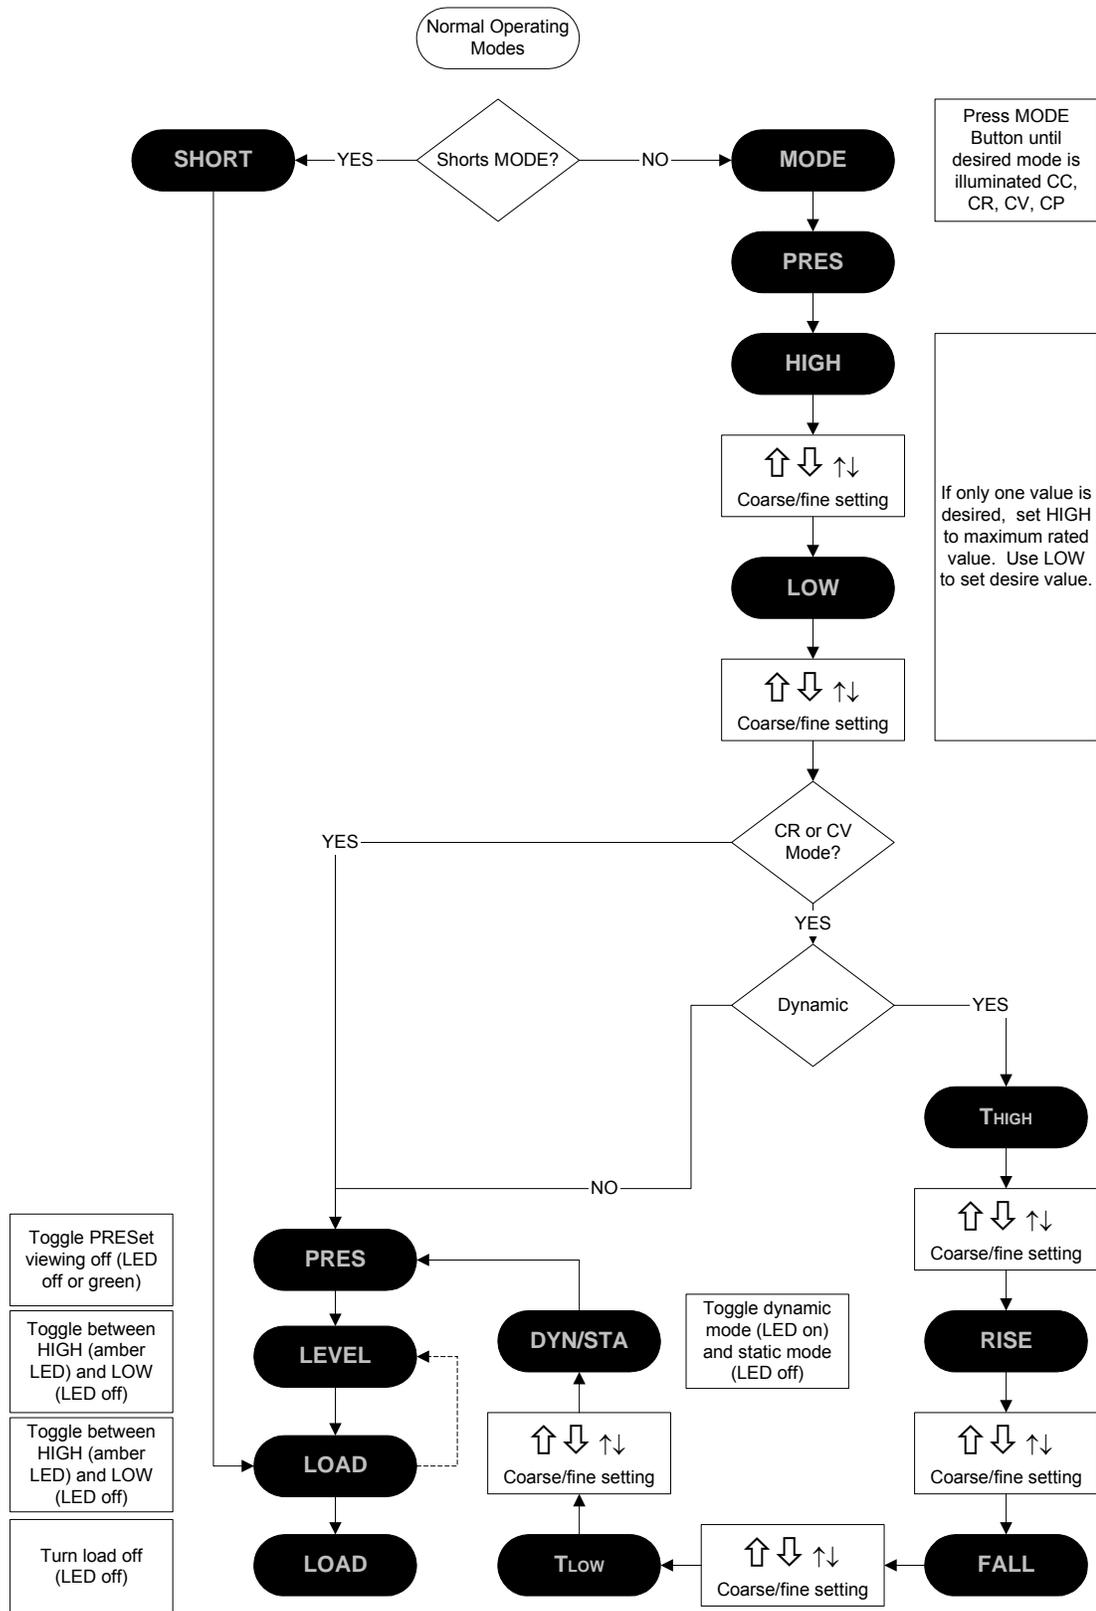 Normal Operating
Modes
SHORT
YES
Shorts MODE?
NO
MODE
Press MODE
Button until
desired mode is
illuminated CC,
CR, CV, CP
PRES
HIGH
⇧ ⇩ ↑↓
Coarse/fine setting
If only one value is
desired, set HIGH
to maximum rated
value. Use LOW
to set desire value.
LOW
⇧ ⇩ ↑↓
Coarse/fine setting
CR or CV
Mode?
YES
YES
Dynamic
YES
NO
THIGH
⇧ ⇩ ↑↓
Coarse/fine setting
RISE
⇧ ⇩ ↑↓
Coarse/fine setting
FALL
⇧ ⇩ ↑↓
Coarse/fine setting
TLOW
⇧ ⇩ ↑↓
Coarse/fine setting
DYN/STA
Toggle dynamic
mode (LED on)
and static mode
(LED off)
Toggle PRESet
viewing off (LED
off or green)
PRES
Toggle between
HIGH (amber
LED) and LOW
(LED off)
LEVEL
Toggle between
HIGH (amber
LED) and LOW
(LED off)
LOAD
Turn load off
(LED off)
LOAD